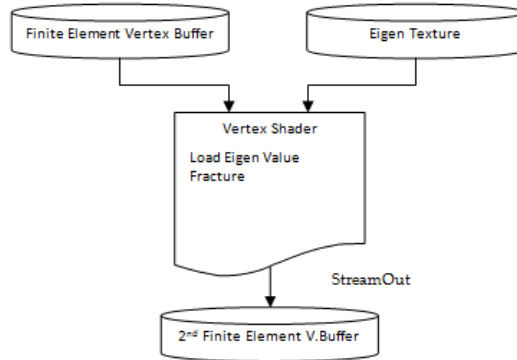 Finite Element Vertex Buffer
Eigen Texture
Vertex Shader
Load Eigen Value
Fracture
StreamOut
2nd Finite Element V.Buffer